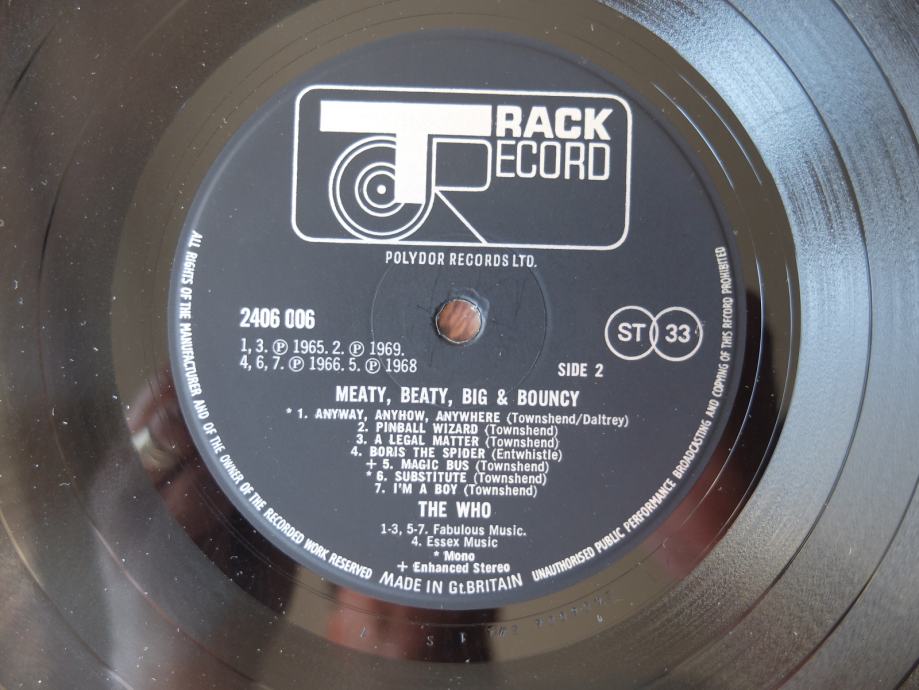 TRACK
RECORD
POLYDOR RECORDS LTD.
2406 006
ST 33
1, 3. ℗ 1965. 2. ℗ 1969.
4, 6, 7. ℗ 1966. 5. ℗ 1968
SIDE 2
MEATY, BEATY, BIG & BOUNCY
* 1. ANYWAY, ANYHOW, ANYWHERE (Townshend/Daltrey)
2. PINBALL WIZARD (Townshend)
3. A LEGAL MATTER (Townshend)
4. BORIS THE SPIDER (Entwhistle)
+ 5. MAGIC BUS (Townshend)
* 6. SUBSTITUTE (Townshend)
7. I'M A BOY (Townshend)
THE WHO
1-3, 5-7. Fabulous Music.
4. Essex Music
* Mono
+ Enhanced Stereo
ALL RIGHTS OF THE MANUFACTURER AND OF THE OWNER OF THE RECORDED WORK RESERVED
MADE IN Gt.BRITAIN
UNAUTHORISED PUBLIC PERFORMANCE BROADCASTING AND COPYING OF THIS RECORD PROHIBITED